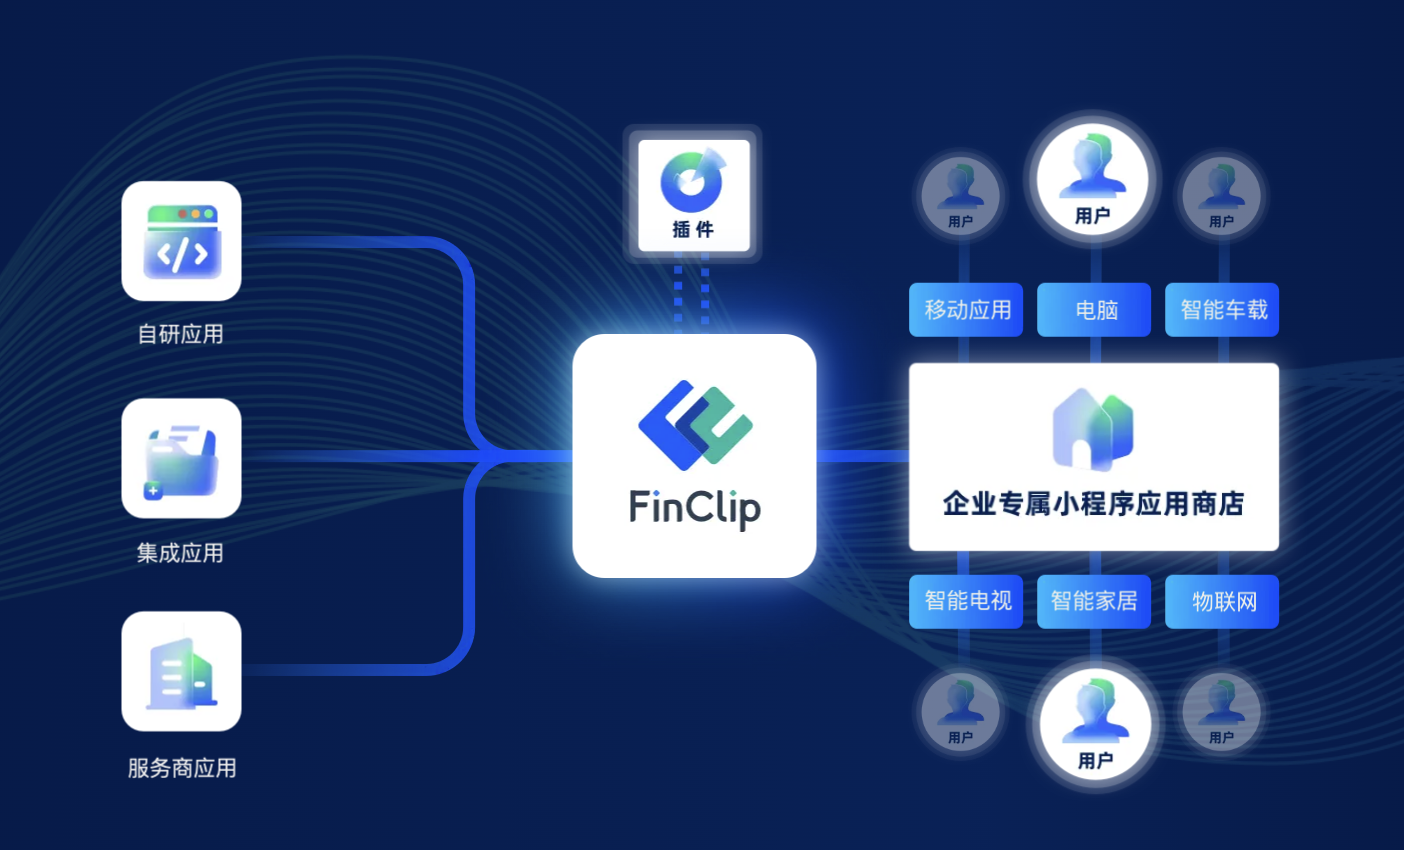 自研应用
集成应用
服务商应用
插件
FinClip
用户
用户
用户
移动应用
电脑
智能车载
企业专属小程序应用商店
智能电视
智能家居
物联网
用户
用户
用户